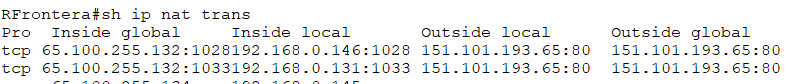 RFrontera#sh ip nat trans
Pro  Inside global     Inside local       Outside local      Outside global
tcp 65.100.255.132:1028192.168.0.146:1028 151.101.193.65:80  151.101.193.65:80
tcp 65.100.255.132:1033192.168.0.131:1033 151.101.193.65:80  151.101.193.65:80